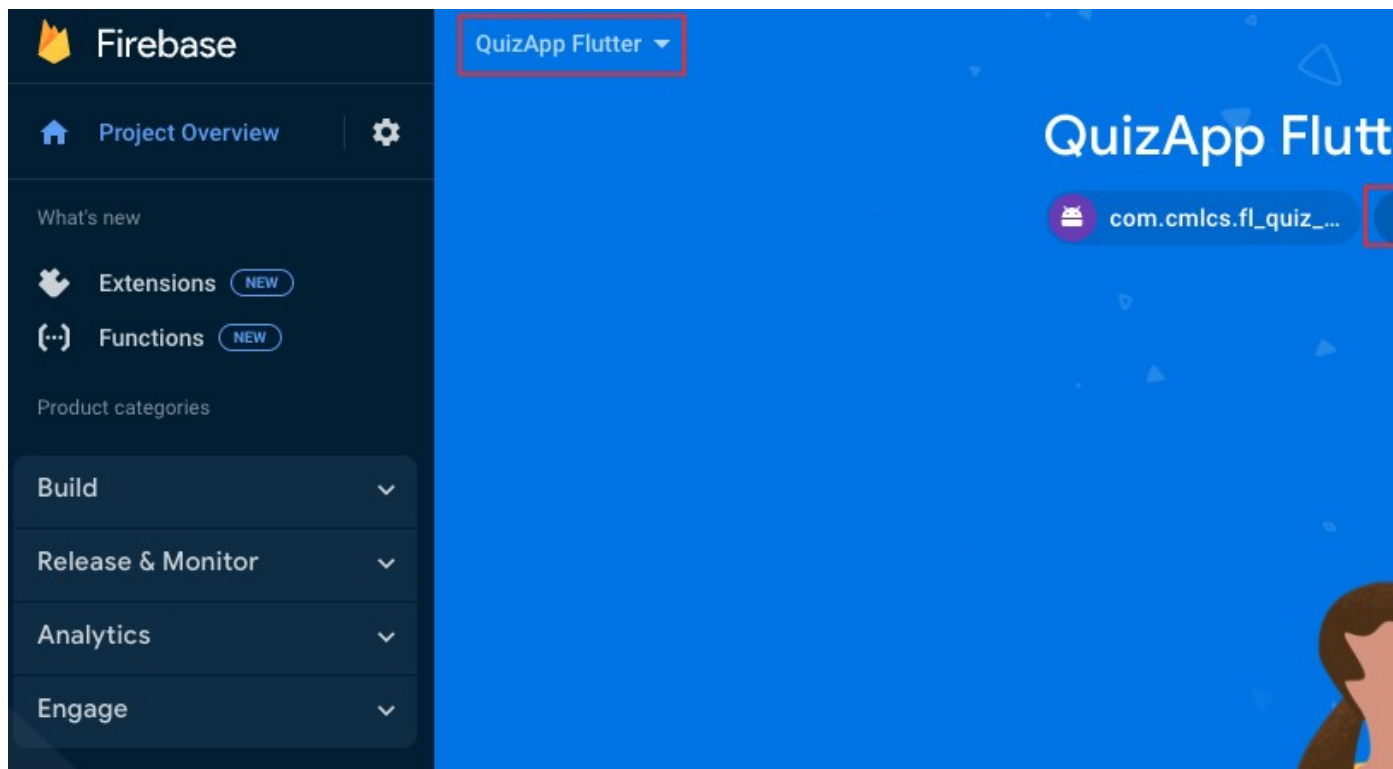 Firebase
QuizApp Flutter
Project Overview
QuizApp Flutt
com.cmlcs.fl_quiz_...
What's new
Extensions NEW
Functions NEW
Product categories
Build
Release & Monitor
Analytics
Engage